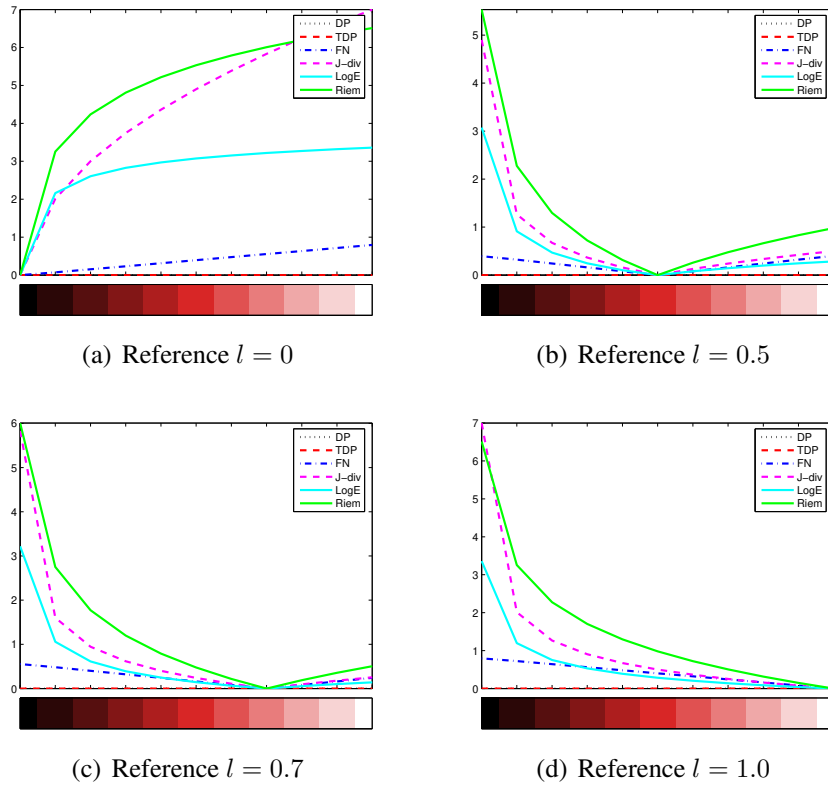 7
6
5
4
3
2
1
0
DP
TDP
FN
J-div
LogE
Riem
(a) Reference l = 0
5
4
3
2
1
0
DP
TDP
FN
J-div
LogE
Riem
(b) Reference l = 0.5
6
5
4
3
2
1
0
DP
TDP
FN
J-div
LogE
Riem
(c) Reference l = 0.7
7
6
5
4
3
2
1
0
DP
TDP
FN
J-div
LogE
Riem
(d) Reference l = 1.0